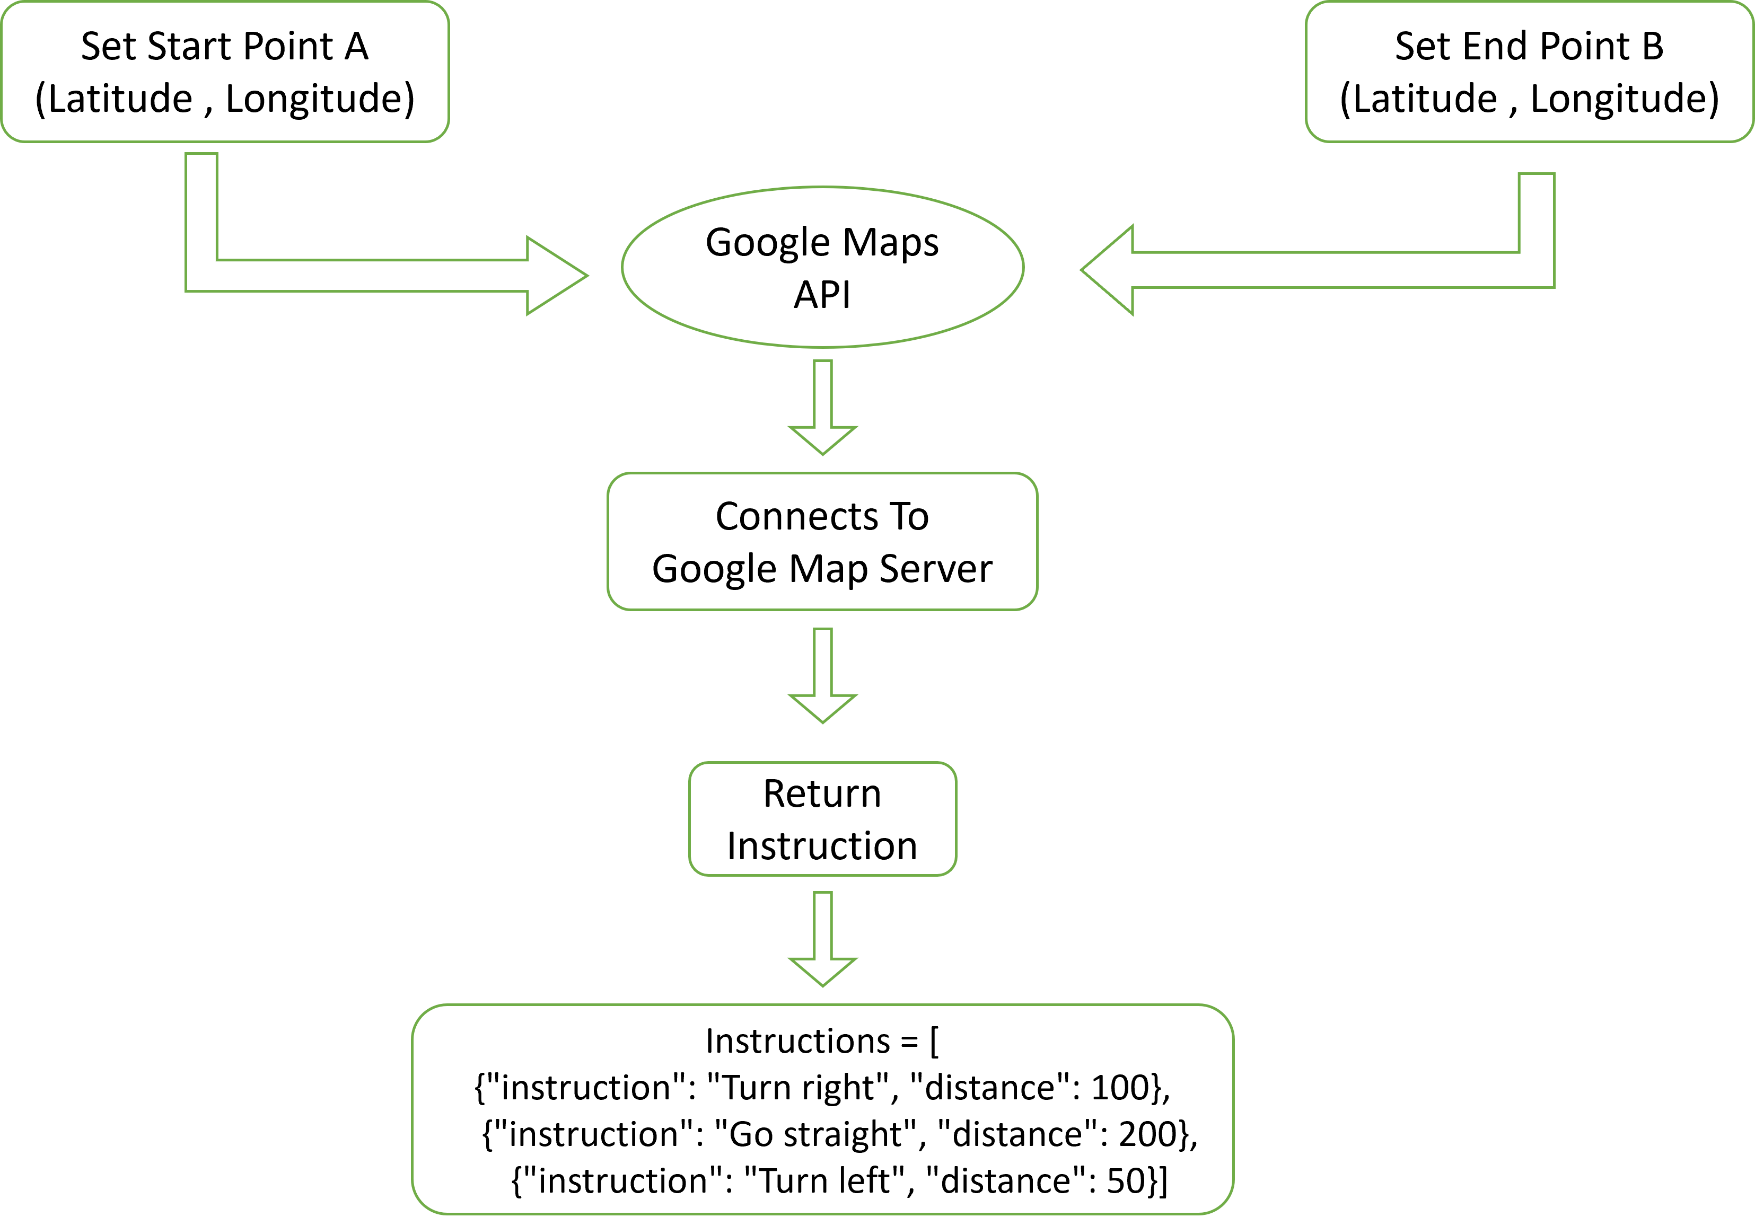 Set Start Point A
(Latitude , Longitude)
Set End Point B
(Latitude , Longitude)
Google Maps
API
Connects To
Google Map Server
Return
Instruction
Instructions = [
{"instruction": "Turn right", "distance": 100},
{"instruction": "Go straight", "distance": 200},
{"instruction": "Turn left", "distance": 50}]